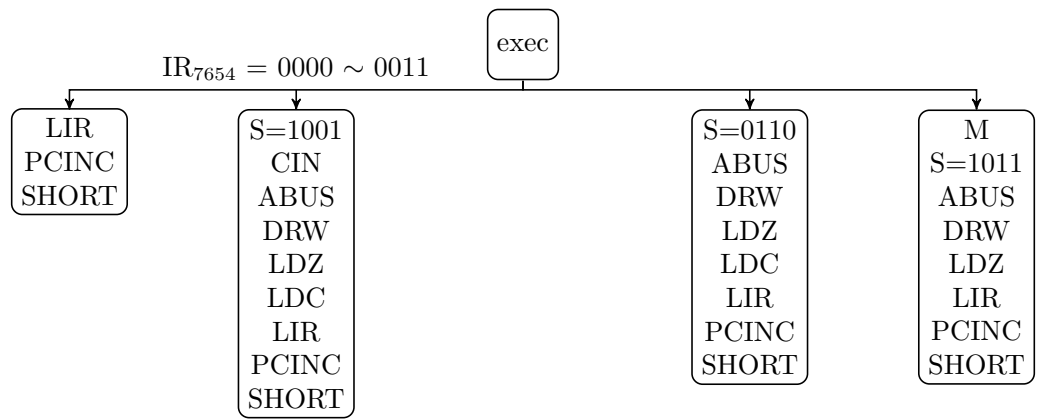 exec
IR₇₆₅₄ = 0000 ∼ 0011
LIR
PCINC
SHORT
S=1001
CIN
ABUS
DRW
LDZ
LDC
LIR
PCINC
SHORT
S=0110
ABUS
DRW
LDZ
LDC
LIR
PCINC
SHORT
M
S=1011
ABUS
DRW
LDZ
LIR
PCINC
SHORT